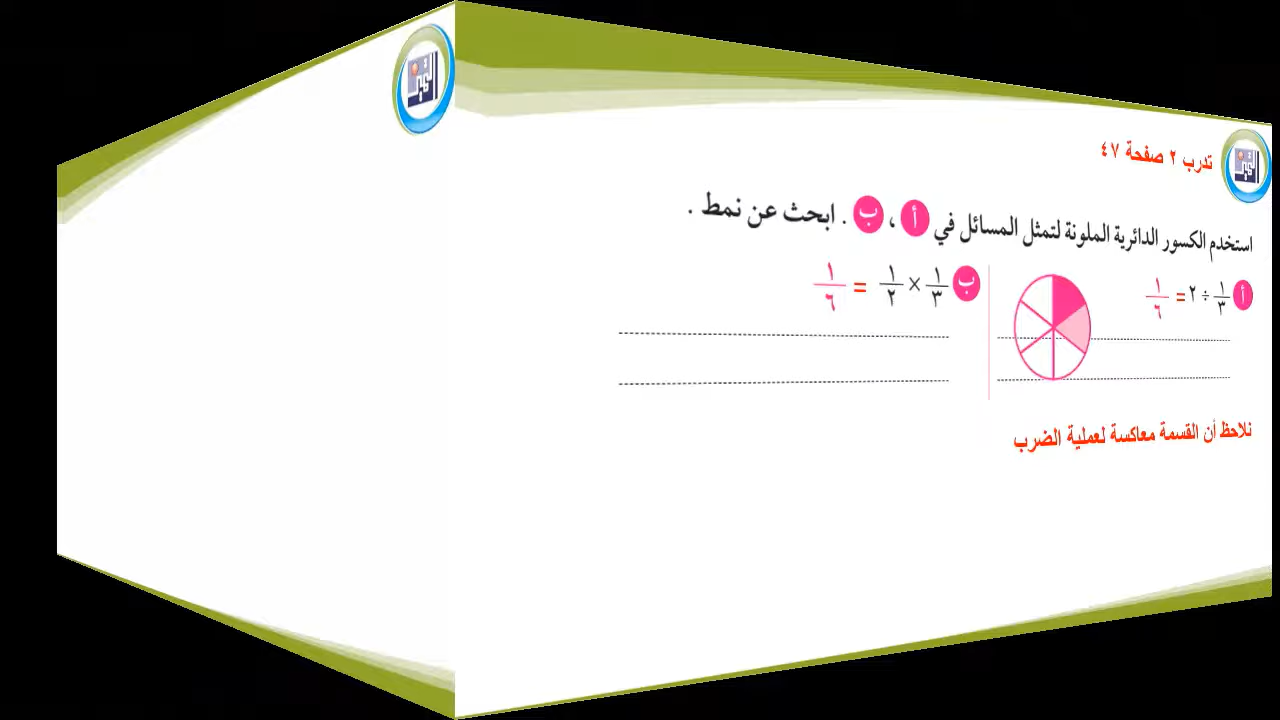 تدرب ٢ صفحة ٤٧
استخدم الكسور الدائرية الملونة لتمثل المسائل في أ ، ب . ابحث عن نمط .
أ ١/٣ ÷ ٢ = ١/٦
ب ١/٣ × ١/٢ = ١/٦
نلاحظ أن القسمة معاكسة لعملية الضرب